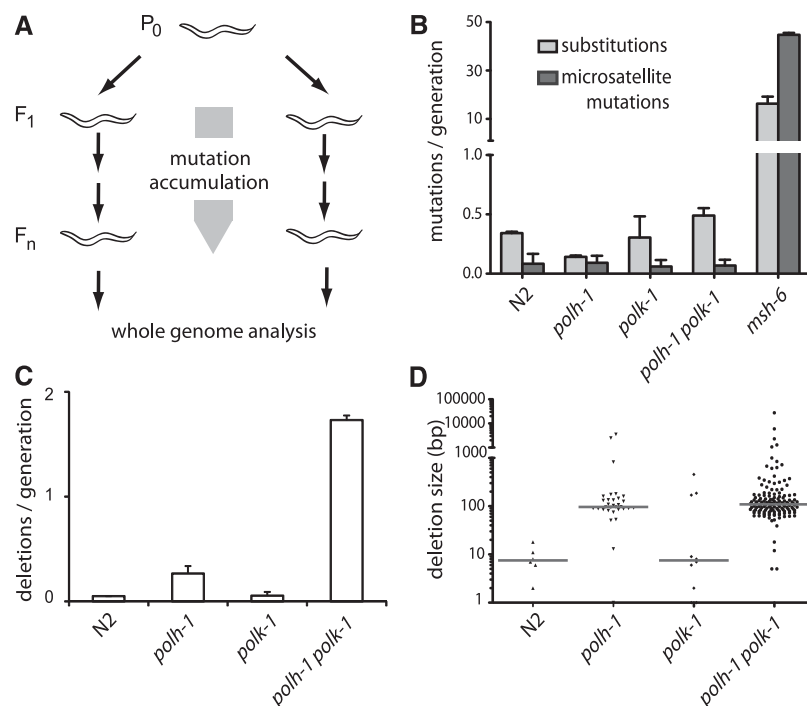 A
P0
F1
mutation
accumulation
Fn
whole genome analysis
B
mutations / generation
50
30
10
1.0
0.5
0.0
substitutions
microsatellite
mutations
N2
polh-1
polk-1
polh-1 polk-1
msh-6
C
deletions / generation
2
1
0
N2
polh-1
polk-1
polh-1 polk-1
D
deletion size (bp)
100000
10000
1000
100
10
1
N2
polh-1
polk-1
polh-1 polk-1